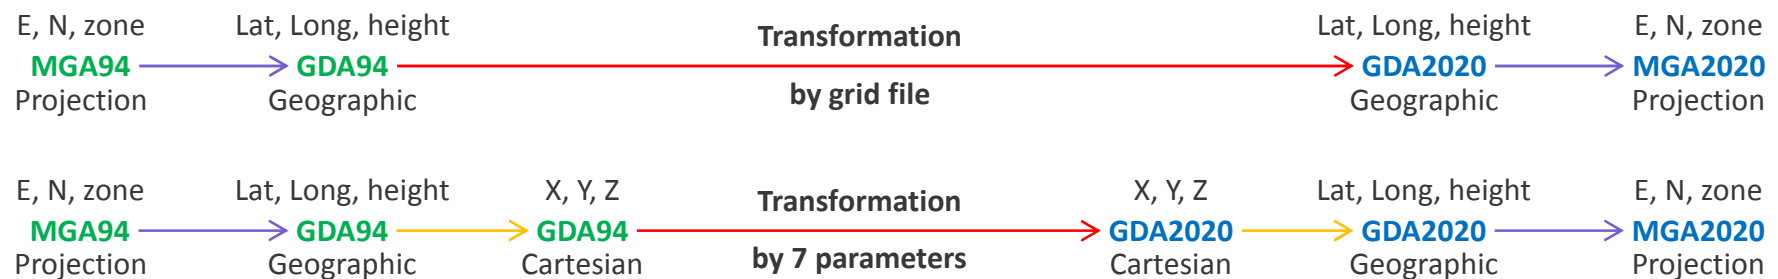 E, N, zone Lat, Long, height Transformation Lat, Long, height E, N, zone
MGA94 GDA94 GDA2020 MGA2020
Projection Geographic by grid file Geographic Projection
E, N, zone Lat, Long, height X, Y, Z Transformation X, Y, Z Lat, Long, height E, N, zone
MGA94 GDA94 GDA94 GDA2020 GDA2020 MGA2020
Projection Geographic Cartesian by 7 parameters Cartesian Geographic Projection